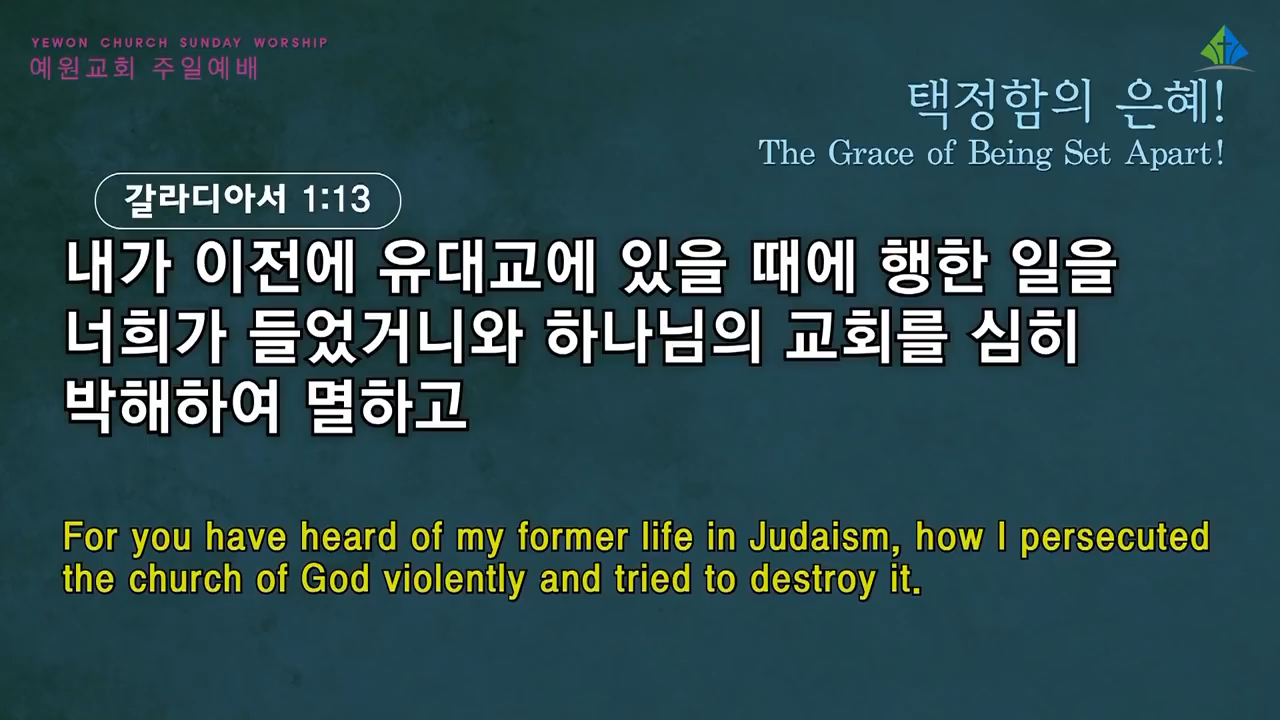 YEWON CHURCH SUNDAY WORSHIP
예원교회 주일예배
택정함의 은혜!
The Grace of Being Set Apart!
갈라디아서 1:13
내가 이전에 유대교에 있을 때에 행한 일을
너희가 들었거니와 하나님의 교회를 심히
박해하여 멸하고
For you have heard of my former life in Judaism, how I persecuted
the church of God violently and tried to destroy it.